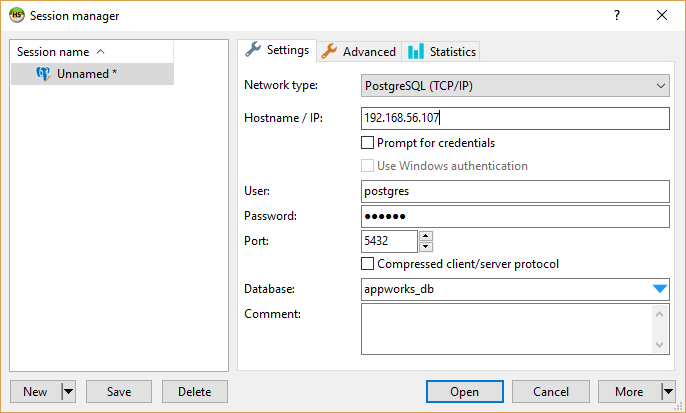 HS Session manager
Session name
Unnamed *
Settings Advanced Statistics
Network type: PostgreSQL (TCP/IP)
Hostname / IP: 192.168.56.107
Prompt for credentials
Use Windows authentication
User: postgres
Password: ●●●●●●
Port: 5432
Compressed client/server protocol
Database: appworks_db
Comment:
New Save Delete Open Cancel More